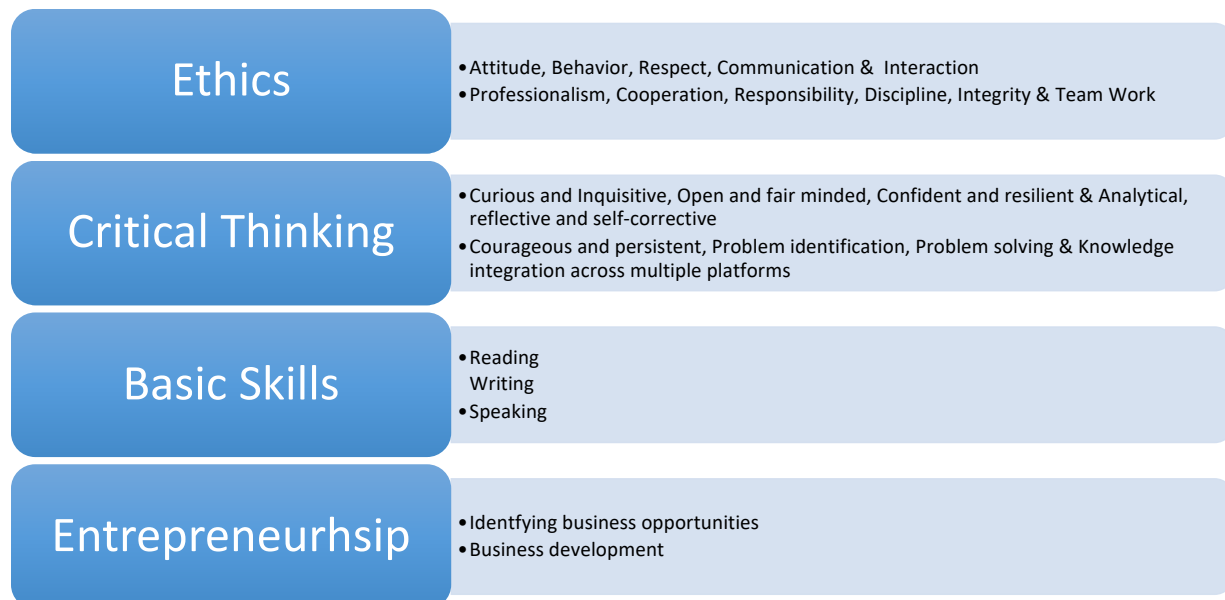 Ethics
•Attitude, Behavior, Respect, Communication &  Interaction
•Professionalism, Cooperation, Responsibility, Discipline, Integrity & Team Work
Critical Thinking
•Curious and Inquisitive, Open and fair minded, Confident and resilient & Analytical,
reflective and self-corrective
•Courageous and persistent, Problem identification, Problem solving & Knowledge
integration across multiple platforms
Basic Skills
•Reading
Writing
•Speaking
Entrepreneurhsip
•Identfying business opportunities
•Business development